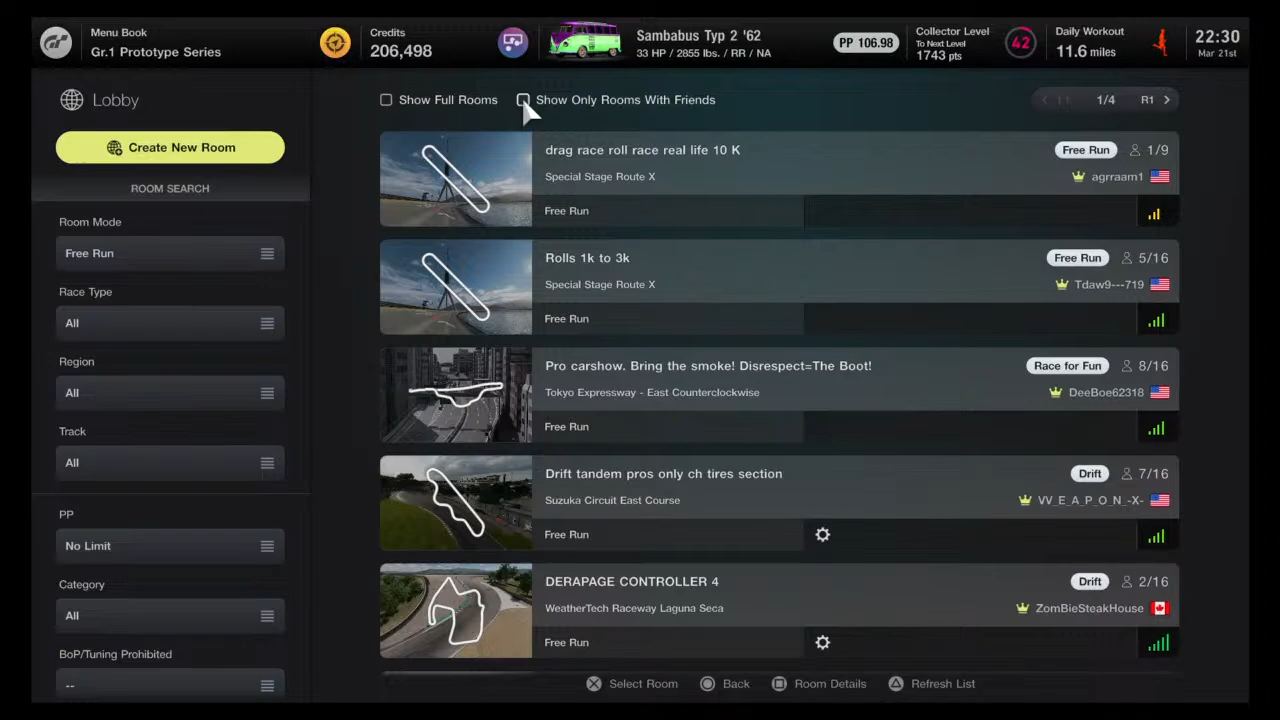 Menu Book
Gr.1 Prototype Series
Credits
206,498
Sambabus Typ 2 '62
33 HP / 2855 lbs. / RR / NA
PP 106.98
Collector Level
To Next Level
1743 pts
42
Daily Workout
11.6 miles
22:30
Mar 21st
Lobby
Create New Room
ROOM SEARCH
Room Mode
Free Run
Race Type
All
Region
All
Track
All
PP
No Limit
Category
All
BoP/Tuning Prohibited
--
Show Full Rooms
Show Only Rooms With Friends
1/4
R1
drag race roll race real life 10 K
Free Run
1/9
Special Stage Route X
agrraam1
Free Run
Rolls 1k to 3k
Free Run
5/16
Special Stage Route X
Tdaw9---719
Free Run
Pro carshow. Bring the smoke! Disrespect=The Boot!
Race for Fun
8/16
Tokyo Expressway - East Counterclockwise
DeeBoe62318
Free Run
Drift tandem pros only ch tires section
Drift
7/16
Suzuka Circuit East Course
VV_E_A_P_O_N_-X-
Free Run
DERAPAGE CONTROLLER 4
Drift
2/16
WeatherTech Raceway Laguna Seca
ZomBieSteakHouse
Free Run
Select Room
Back
Room Details
Refresh List